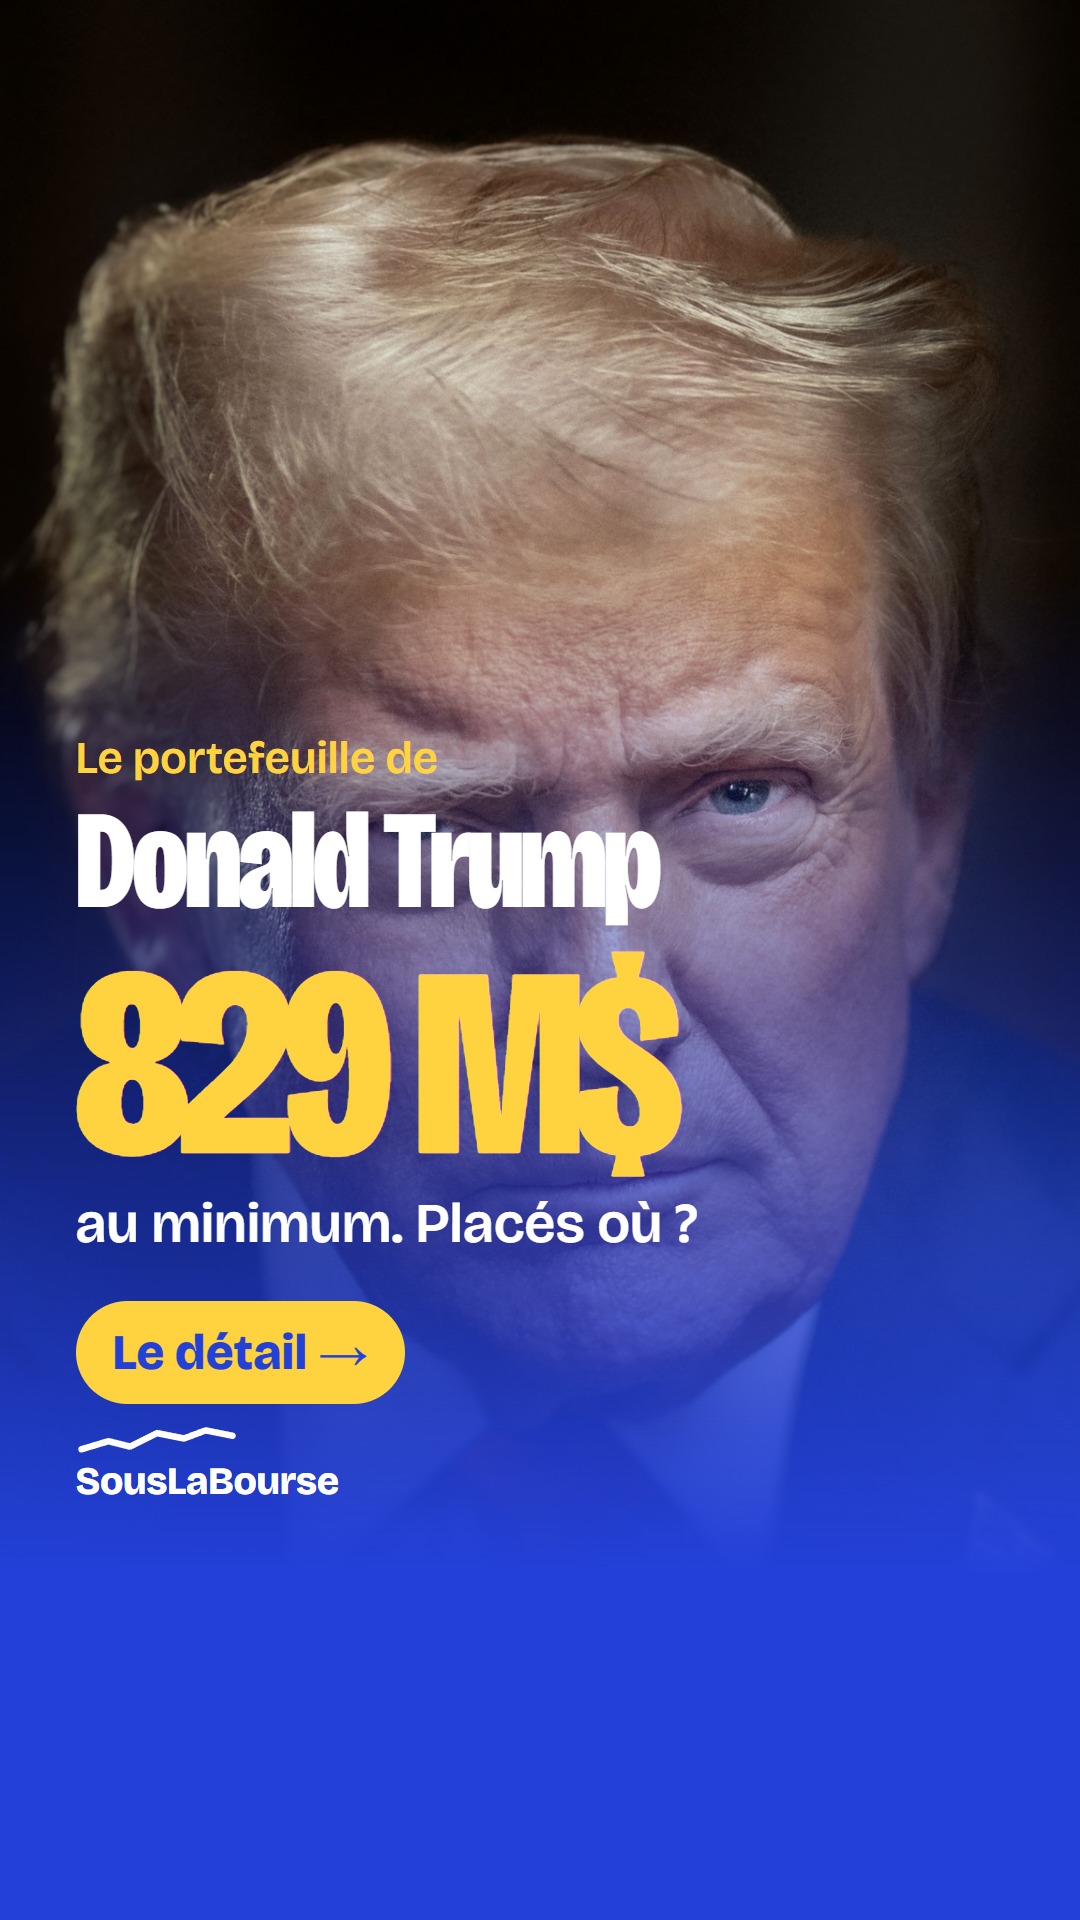 Le portefeuille de
Donald Trump
829 M$
au minimum. Placés où ?
Le détail →
SousLaBourse